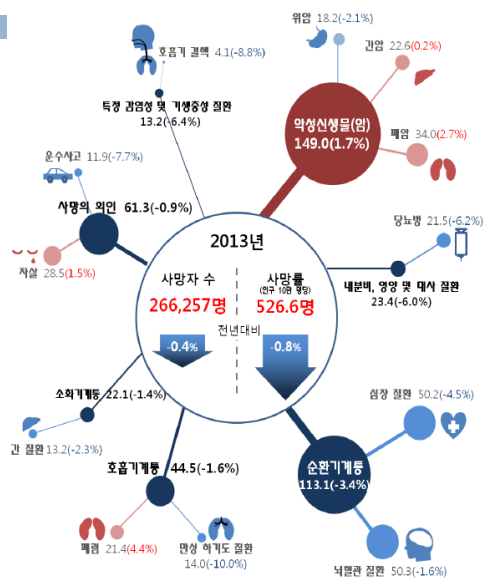 위암 18.2(-2.1%)
호흡기 결핵 4.1(-8.8%)
간암 22.6(0.2%)
특정 감염성 및 기생충성 질환
13.2(-6.4%)
악성신생물(암)
149.0(1.7%)
폐암 34.0(2.7%)
운수사고 11.9(-7.7%)
사망의 외인 61.3(-0.9%)
당뇨병 21.5(-6.2%)
2013년
자살 28.5(1.5%)
사망자 수
266,257명
사망률
(인구 10만 명당)
526.6명
내분비, 영양 및 대사 질환
23.4(-6.0%)
전년대비
-0.4%
-0.8%
소화기계통 22.1(-1.4%)
심장 질환 50.2(-4.5%)
간 질환 13.2(-2.3%)
호흡기계통 44.5(-1.6%)
순환기계통
113.1(-3.4%)
폐렴 21.4(4.4%)
만성 하기도 질환
14.0(-10.0%)
뇌혈관 질환 50.3(-1.6%)